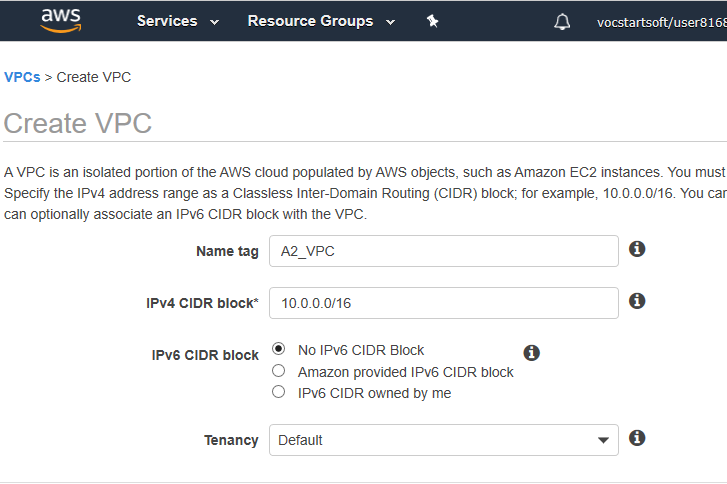 aws Services Resource Groups vocstartsoft/user8168
VPCs > Create VPC
Create VPC
A VPC is an isolated portion of the AWS cloud populated by AWS objects, such as Amazon EC2 instances. You must
Specify the IPv4 address range as a Classless Inter-Domain Routing (CIDR) block; for example, 10.0.0.0/16. You can
can optionally associate an IPv6 CIDR block with the VPC.
Name tag A2_VPC
IPv4 CIDR block* 10.0.0.0/16
IPv6 CIDR block No IPv6 CIDR Block
Amazon provided IPv6 CIDR block
IPv6 CIDR owned by me
Tenancy Default